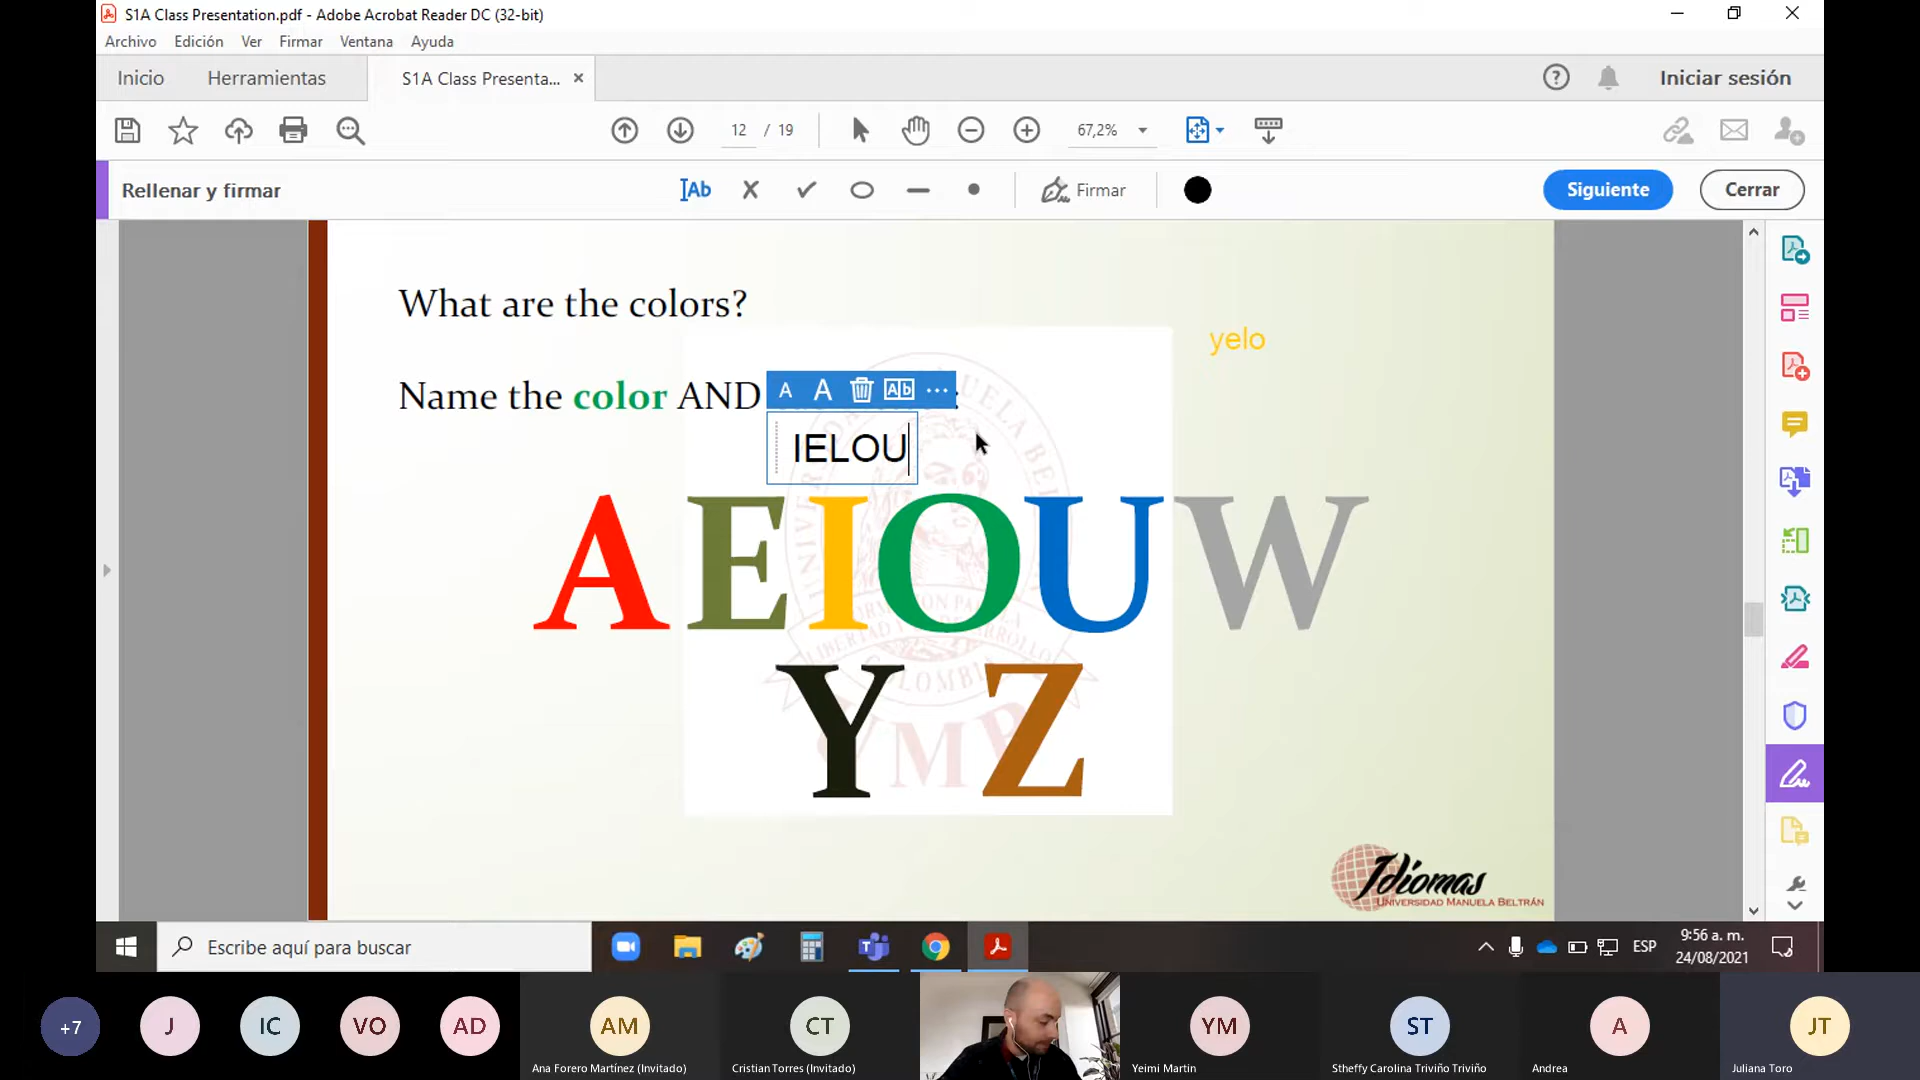 S1A Class Presentation.pdf - Adobe Acrobat Reader DC (32-bit)
Archivo Edición Ver Firmar Ventana Ayuda
Inicio Herramientas S1A Class Presenta... Iniciar sesión
12 / 19 67,2%
Rellenar y firmar Ab Firmar Siguiente Cerrar
What are the colors?
yelo
A A Ab ...
Name the color AND
IELOU
A E I O U W
Y Z
Idiomas
UNIVERSIDAD MANUELA BELTRÁN
Escribe aquí para buscar ESP 9:56 a. m.
24/08/2021
+7 J IC VO AD AM CT YM ST A JT
Ana Forero Martínez (Invitado) Cristian Torres (Invitado) Yeimi Martin Stheffy Carolina Triviño Triviño Andrea Juliana Toro